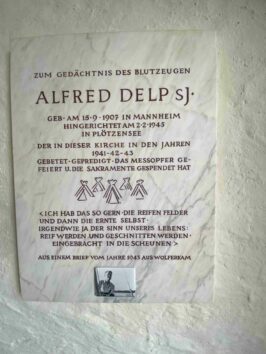 ZUM GEDÄCHTNIS DES BLUTZEUGEN
ALFRED DELP SJ·
GEB·AM 15·9·1907 IN MANNHEIM
HINGERICHTET AM 2·2·1945
IN PLÖTZENSEE
DER IN DIESER KIRCHE IN DEN JAHREN
1941-42-43
GEBETET·GEPREDIGT·DAS MESSOPFER GE-
FEIERT U. DIE SAKRAMENTE GESPENDET HAT
<ICH HAB DAS SO GERN·DIE REIFEN FELDER
UND DANN DIE ERNTE SELBST·
IRGENDWIE JA DER SINN UNSERES LEBENS:
REIF WERDEN UND GESCHNITTEN WERDEN·
EINGEBRACHT IN DIE SCHEUNEN>
AUS EINEM BRIEF VOM JAHRE 1943 AUS WOLFERKAM